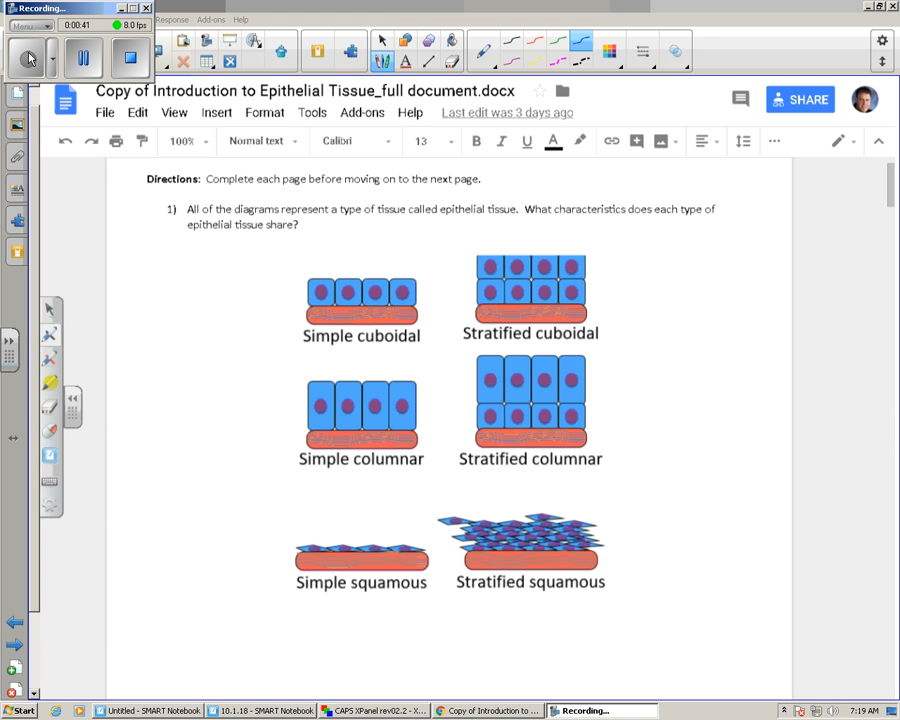 Recording...
Menu
0:00:41
8.0 fps
Response Add-ons Help
Copy of Introduction to Epithelial Tissue_full document.docx
SHARE
File Edit View Insert Format Tools Add-ons Help Last edit was 3 days ago
100% Normal text Calibri 13 B I U A
Directions: Complete each page before moving on to the next page.
1) All of the diagrams represent a type of tissue called epithelial tissue. What characteristics does each type of
epithelial tissue share?
Simple cuboidal
Stratified cuboidal
Simple columnar
Stratified columnar
Simple squamous
Stratified squamous
Start
Untitled - SMART Notebook
10.1.18 - SMART Notebook
CAPS XPanel rev02.2 - X...
Copy of Introduction to ...
Recording...
7:19 AM